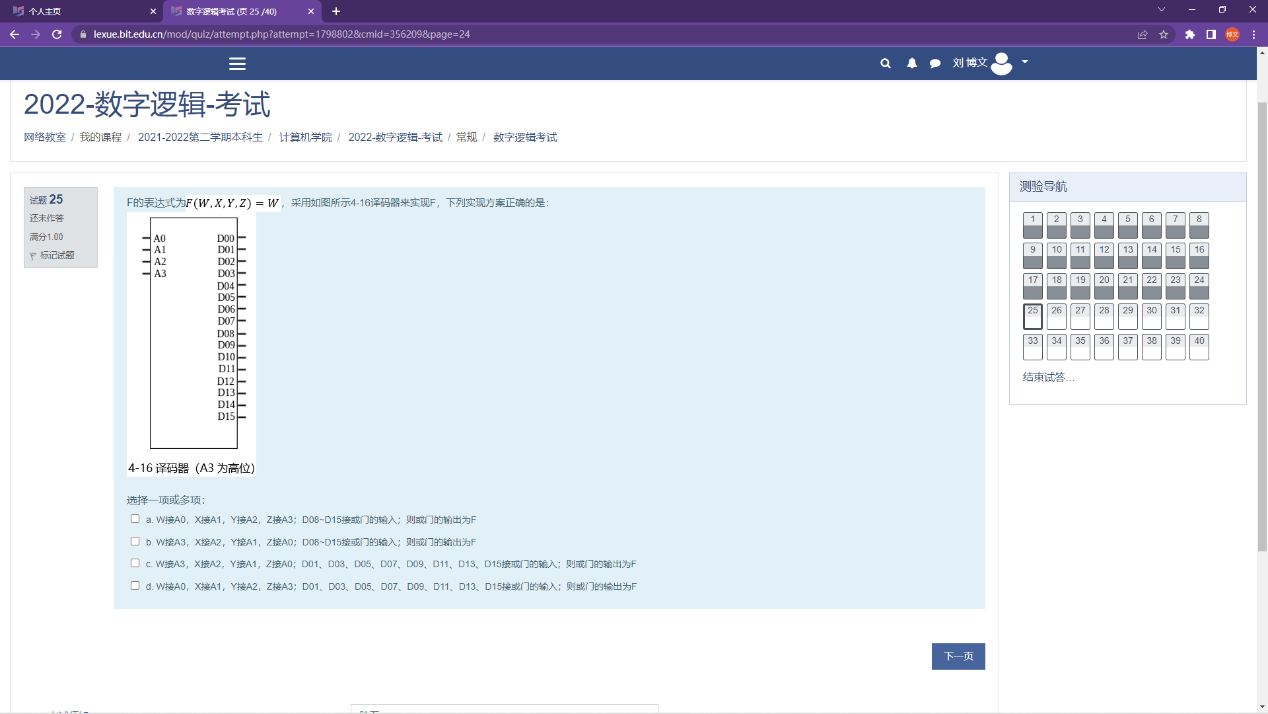 个人主页
数字逻辑考试 (页 25 /40)
lexue.bit.edu.cn/mod/quiz/attempt.php?attempt=1798802&cmid=356209&page=24
博文
刘 博文
2022-数字逻辑-考试
网络教室 / 我的课程 / 2021-2022第二学期本科生 / 计算机学院 / 2022-数字逻辑-考试 / 常规 / 数字逻辑考试
试题 25
还未作答
满分1.00
标记试题
F的表达式为F(W,X,Y,Z) = W，采用如图所示4-16译码器来实现F，下列实现方案正确的是：
A0 D00
A1 D01
A2 D02
A3 D03
D04
D05
D06
D07
D08
D09
D10
D11
D12
D13
D14
D15
4-16 译码器（A3 为高位）
选择一项或多项：
a. W接A0，X接A1，Y接A2，Z接A3；D08~D15接或门的输入；则或门的输出为F
b. W接A3，X接A2，Y接A1，Z接A0；D08~D15接或门的输入；则或门的输出为F
c. W接A3，X接A2，Y接A1，Z接A0；D01、D03、D05、D07、D09、D11、D13、D15接或门的输入；则或门的输出为F
d. W接A0，X接A1，Y接A2，Z接A3；D01、D03、D05、D07、D09、D11、D13、D15接或门的输入；则或门的输出为F
下一页
测验导航
1 2 3 4 5 6 7 8
9 10 11 12 13 14 15 16
17 18 19 20 21 22 23 24
25 26 27 28 29 30 31 32
33 34 35 36 37 38 39 40
结束试答...